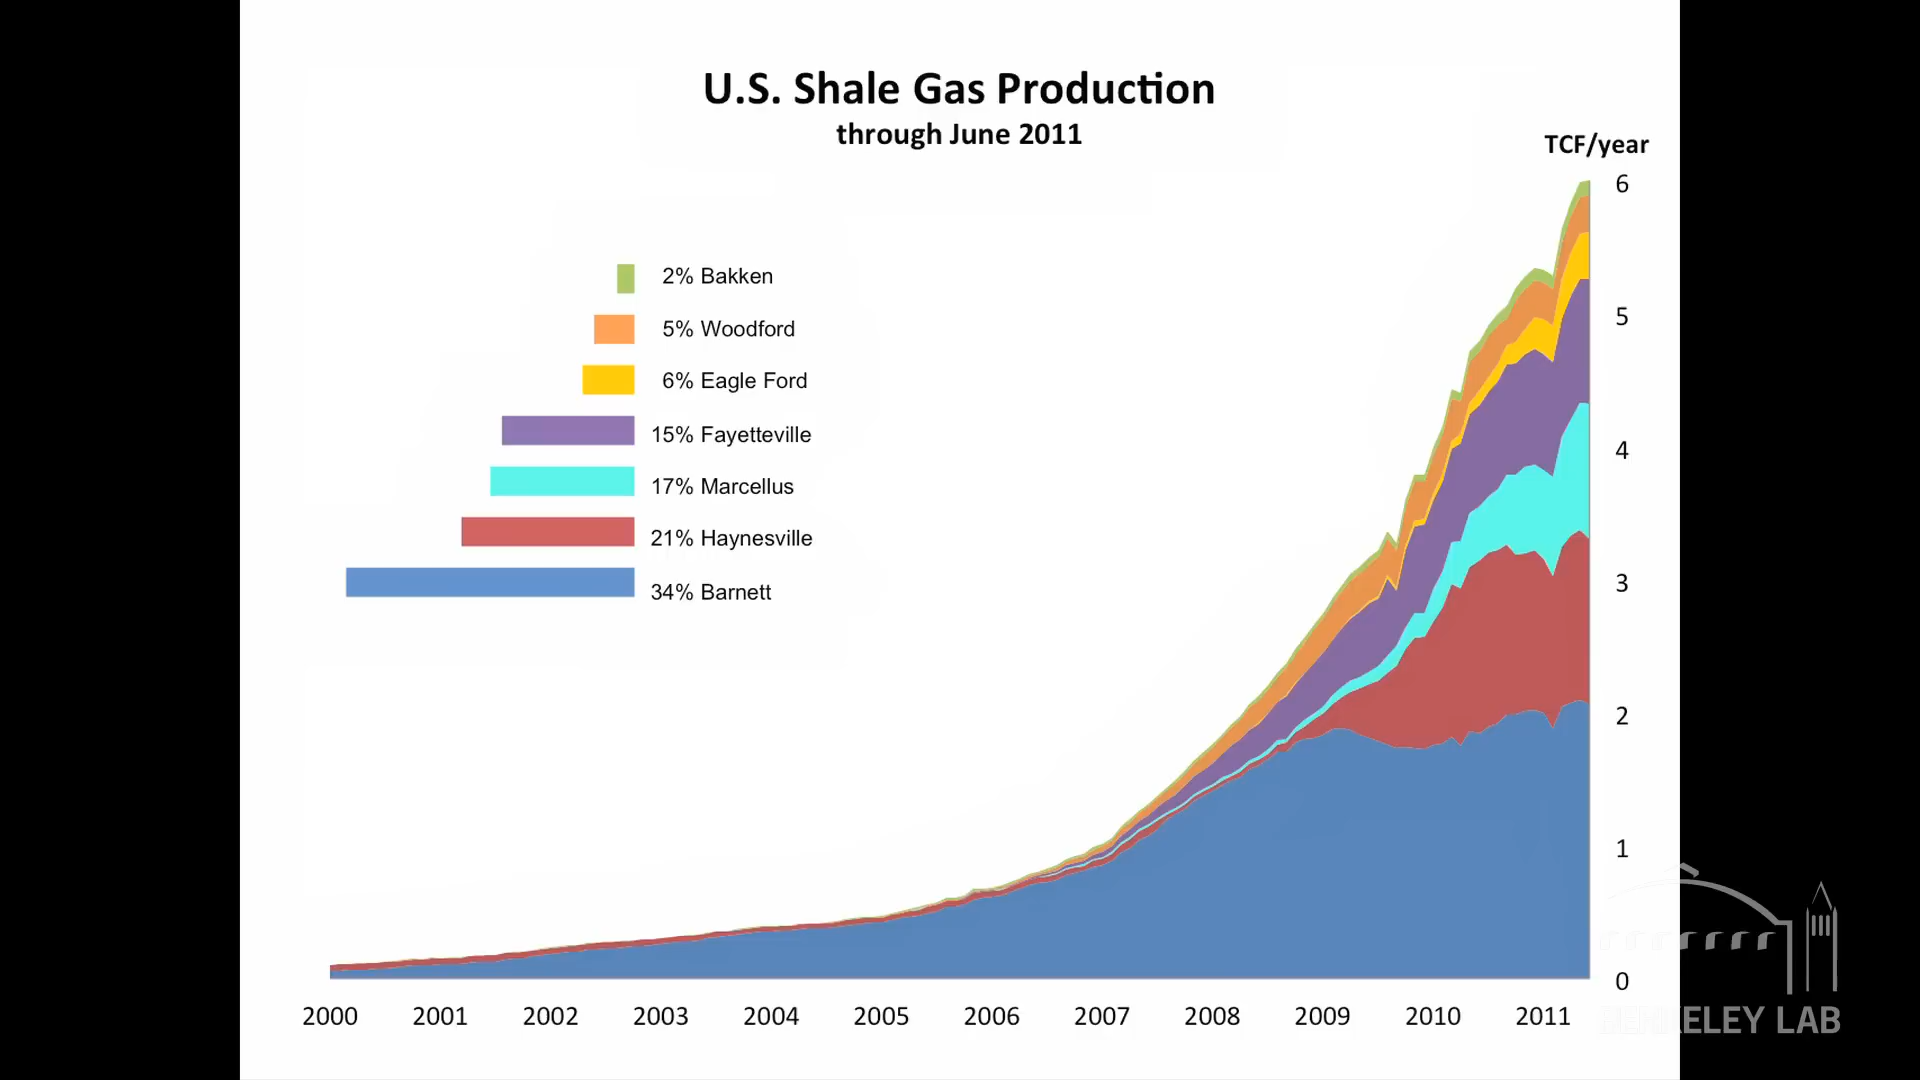 U.S. Shale Gas Production
through June 2011
TCF/year
6
5
4
3
2
1
0
2% Bakken
5% Woodford
6% Eagle Ford
15% Fayetteville
17% Marcellus
21% Haynesville
34% Barnett
2000 2001 2002 2003 2004 2005 2006 2007 2008 2009 2010 2011
BERKELEY LAB